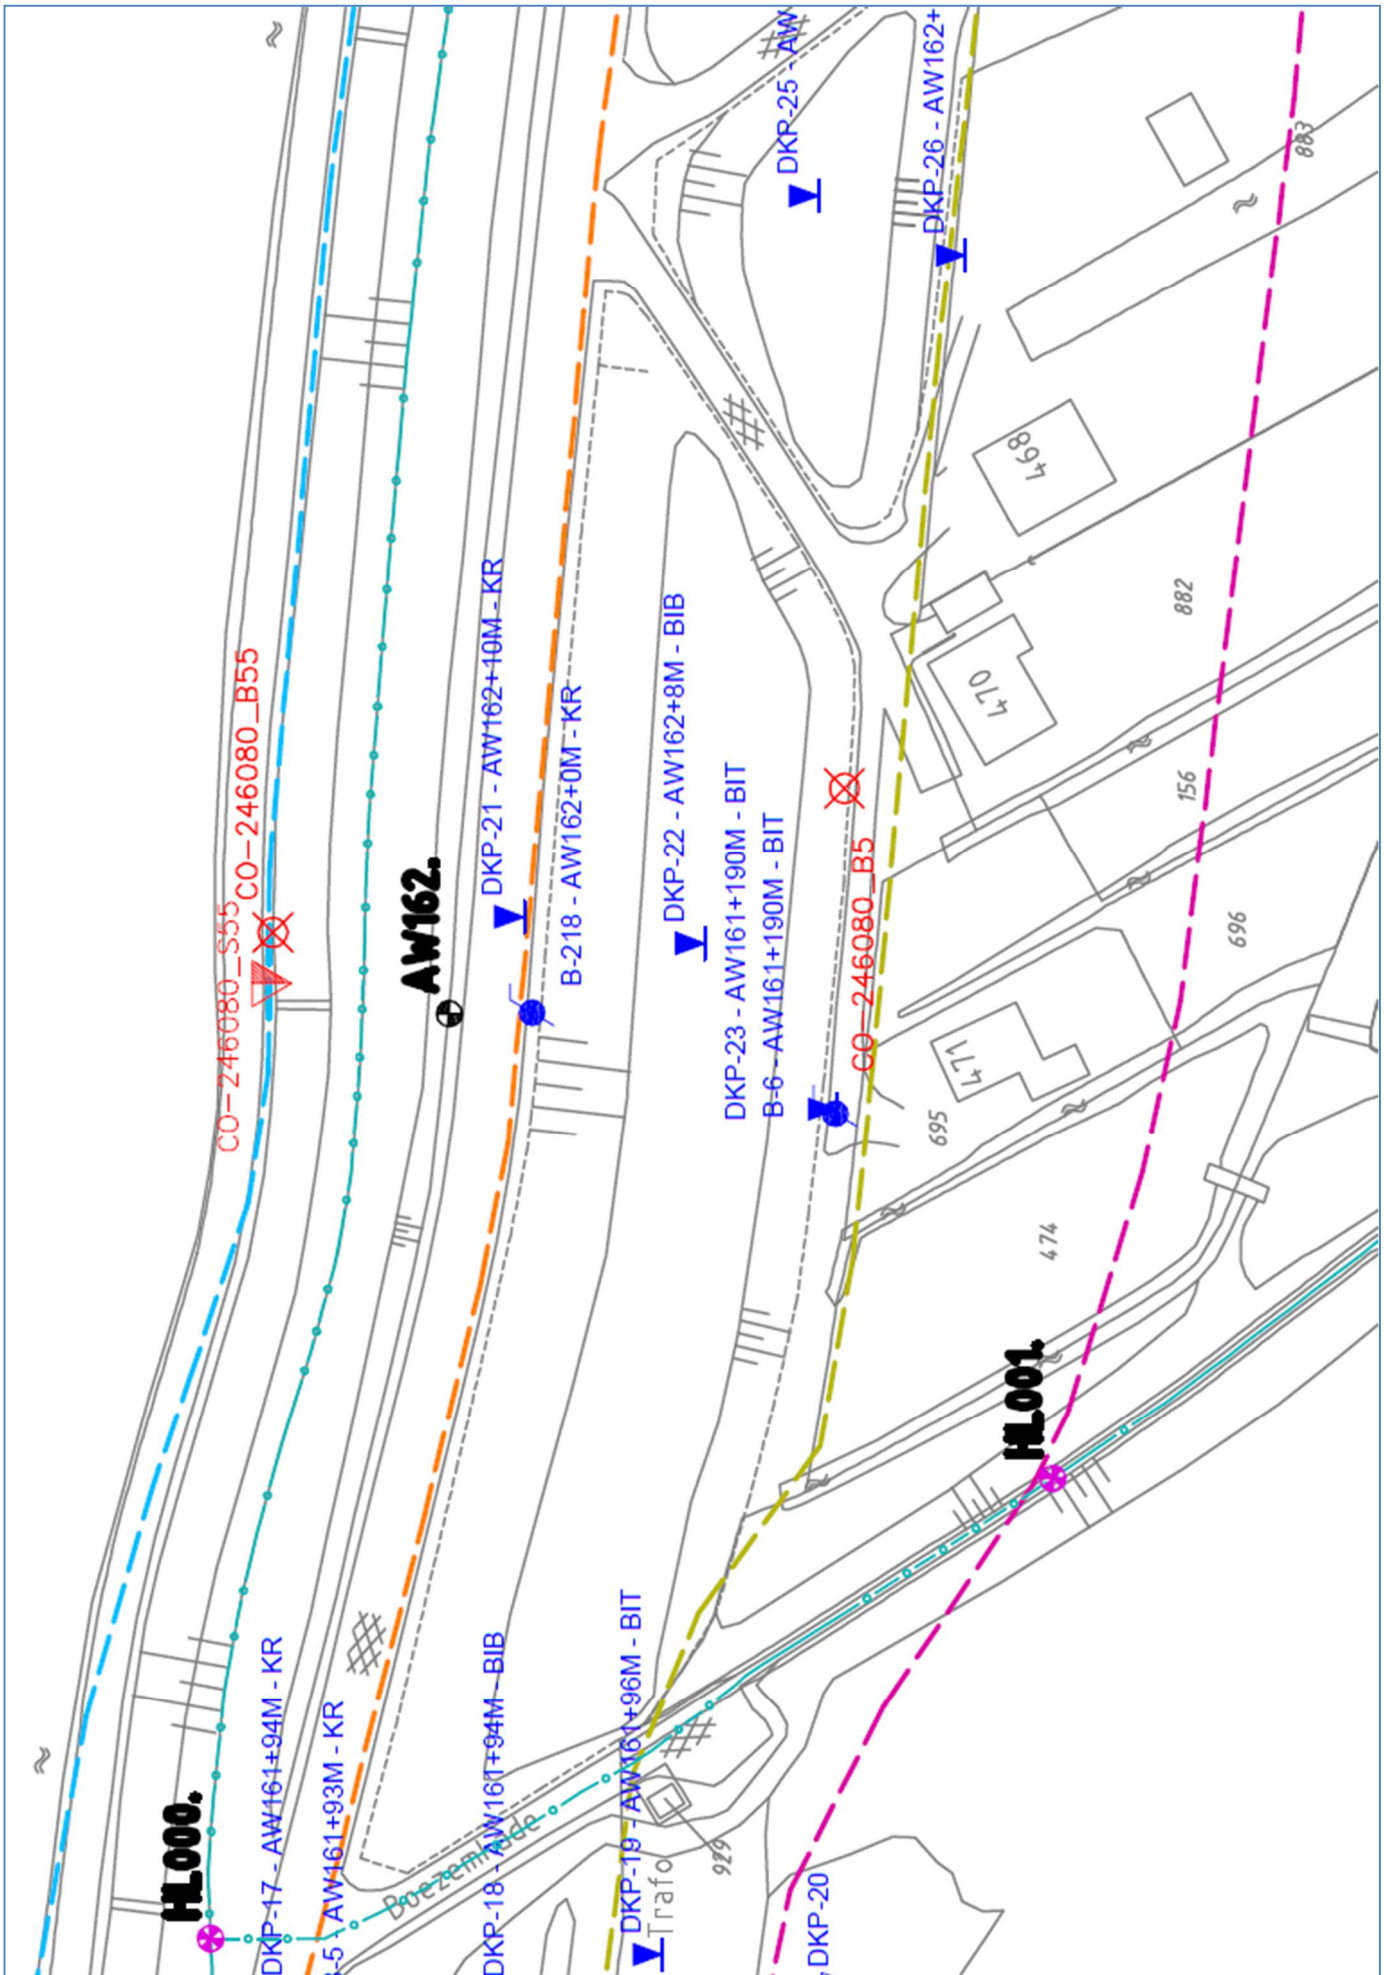 DKP-25 - AW
DKP-26 - AW162+
883
468
DKP-21 - AW162+10M - KR
882
CO-246080_B55
DKP-22 - AW162+8M - BIB
470
B-218 - AW162+0M - KR
156
DKP-23 - AW161+190M - BIT
B-6 - AW161+190M - BIT
CO-246080_B5
AW162.
CO-246080_S55
696
471
695
474
HL001.
DKP-17 - AW161+94M - KR
DKP-18 - AW161+94M - BIB
DKP-19 - AW161+96M - BIT
-5 - AW161+93M - KR
HL000.
Boezemkade
929
Trafo
DKP-20